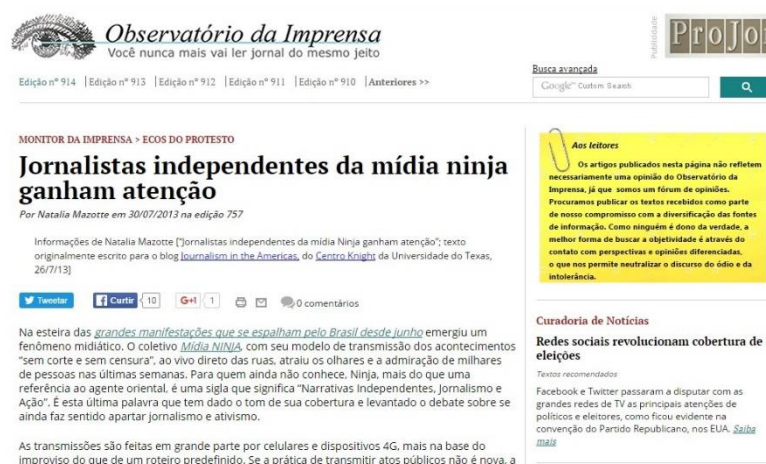 Observatório da Imprensa
Você nunca mais vai ler jornal do mesmo jeito
Publicidade
Edição nº 914 | Edição nº 913 | Edição nº 912 | Edição nº 911 | Edição nº 910 | Anteriores >>
Busca avançada
Google™ Custom Search
MONITOR DA IMPRENSA > ECOS DO PROTESTO
Jornalistas independentes da mídia ninja
ganham atenção
Por Natalia Mazotte em 30/07/2013 na edição 757
Informações de Natalia Mazotte ["Jornalistas independentes da mídia Ninja ganham atenção"; texto
originalmente escrito para o blog Journalism in the Americas, do Centro Knight da Universidade do Texas,
26/7/13]
Tweetar
Curtir 10
G+1 1
0 comentários
Na esteira das grandes manifestações que se espalham pelo Brasil desde junho emergiu um
fenômeno midiático. O coletivo Mídia NINJA, com seu modelo de transmissão dos acontecimentos
"sem corte e sem censura", ao vivo direto das ruas, atraiu os olhares e a admiração de milhares
de pessoas nas últimas semanas. Para quem ainda não conhece, Ninja, mais do que uma
referência ao agente oriental, é uma sigla que significa "Narrativas Independentes, Jornalismo e
Ação". É esta última palavra que tem dado o tom de sua cobertura e levantado o debate sobre se
ainda faz sentido apartar jornalismo e ativismo.
As transmissões são feitas em grande parte por celulares e dispositivos 4G, mais na base do
improviso do que de um roteiro predefinido. Se a prática de transmitir atos públicos não é nova, a
Aos leitores
Os artigos publicados nesta página não refletem
necessariamente uma opinião do Observatório da
Imprensa, já que somos um fórum de opiniões.
Procuramos publicar os textos recebidos como parte
de nosso compromisso com a diversificação das fontes
de informação. Como ninguém é dono da verdade, a
melhor forma de buscar a objetividade é através do
contato com perspectivas e opiniões diferenciadas,
o que nos permite neutralizar o discurso do ódio e da
intolerância.
Curadoria de Notícias
Redes sociais revolucionam cobertura de
eleições
Textos recomendados
Facebook e Twitter passaram a disputar com as
grandes redes de TV as principais atenções de
políticos e eleitores, como ficou evidente na
convenção do Partido Republicano, nos EUA. Saiba
mais